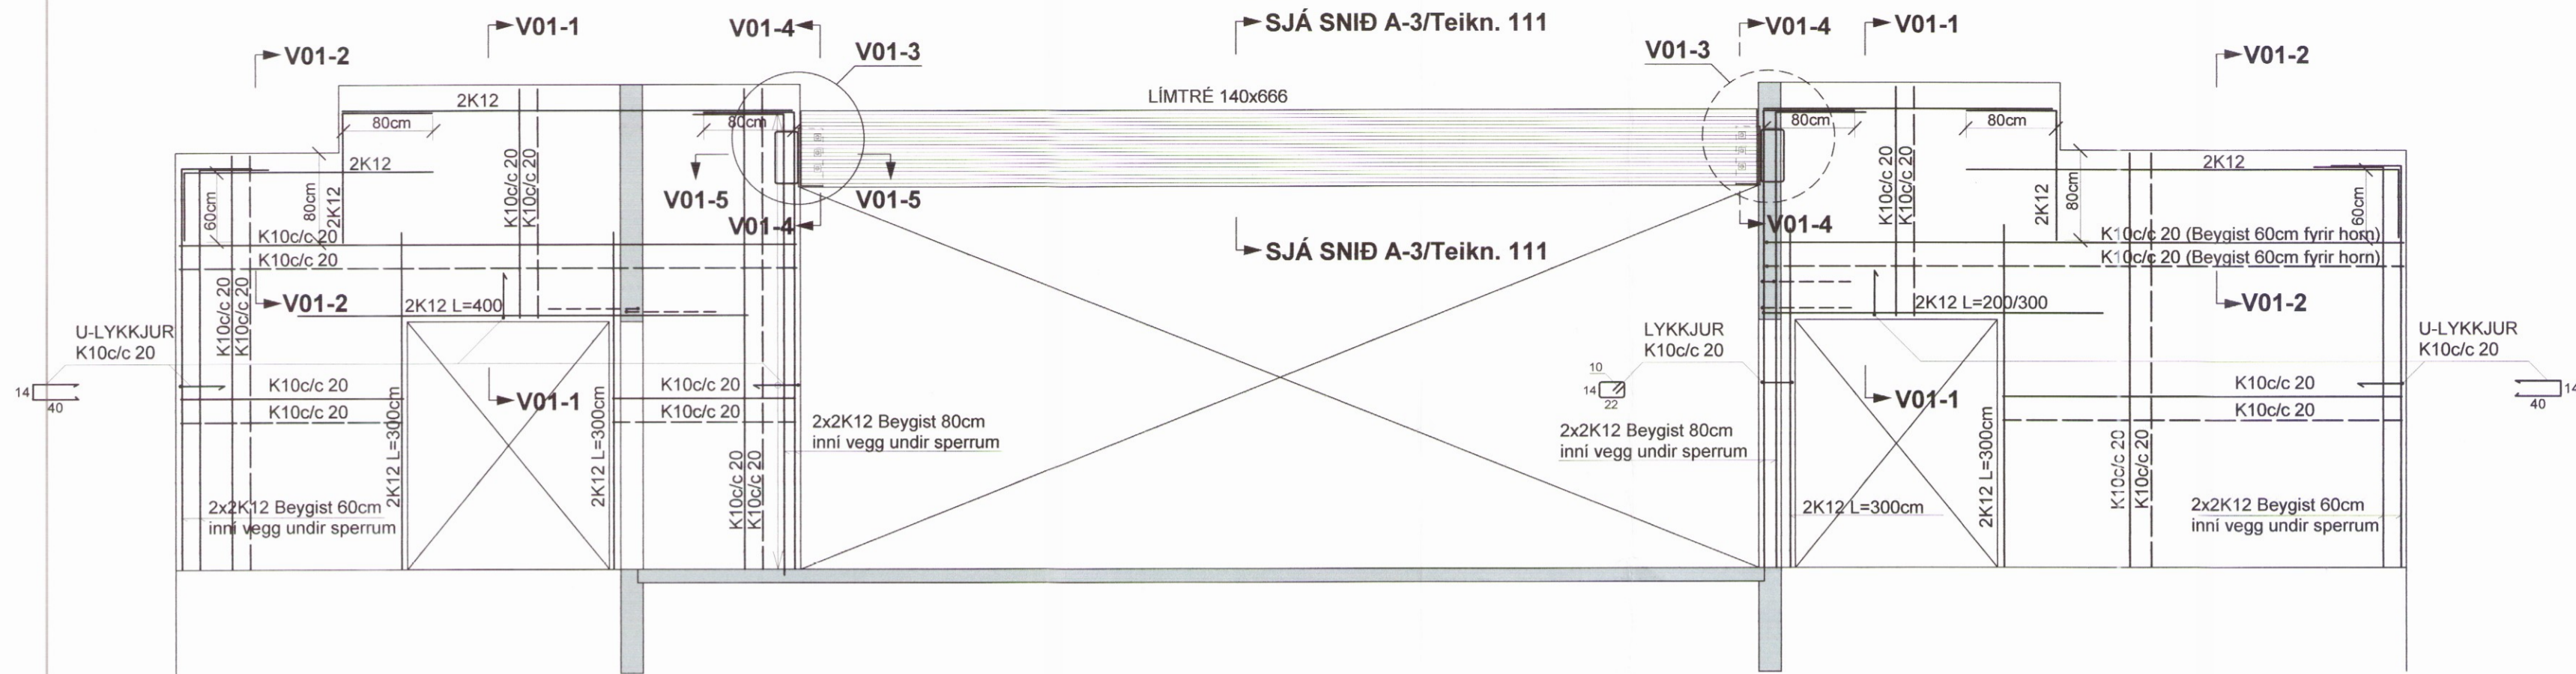 V01-1
V01-4
SJÁ SNIÐ A-3/Teikn. 111
V01-4
V01-1
V01-2
V01-3
V01-3
V01-2
LÍMTRÉ 140x666
2K12
80cm
80cm
80cm
80cm
2K12
2K12
60cm
80cm
2K12
K10c/c 20
K10c/c 20
V01-5
V01-5
K10c/c 20
K10c/c 20
2K12
80cm
60cm
V01-4
V01-4
K10c/c 20
K10c/c 20
SJÁ SNIÐ A-3/Teikn. 111
K10c/c 20 (Beygist 60cm fyrir horn)
K10c/c 20 (Beygist 60cm fyrir horn)
K10c/c 20
K10c/c 20
V01-2
2K12 L=400
2K12 L=200/300
V01-2
U-LYKKJUR
K10c/c 20
LYKKJUR
K10c/c 20
U-LYKKJUR
K10c/c 20
14
40
K10c/c 20
K10c/c 20
2K12 L=300cm
V01-1
2K12 L=300cm
K10c/c 20
K10c/c 20
10
14
22
V01-1
K10c/c 20
K10c/c 20
14
40
2x2K12 Beygist 80cm
inní vegg undir sperrum
2x2K12 Beygist 80cm
inní vegg undir sperrum
K10c/c 20
K10c/c 20
2K12 L=300cm
K10c/c 20
K10c/c 20
2x2K12 Beygist 60cm
inní vegg undir sperrum
2K12 L=300cm
2x2K12 Beygist 60cm
inní vegg undir sperrum